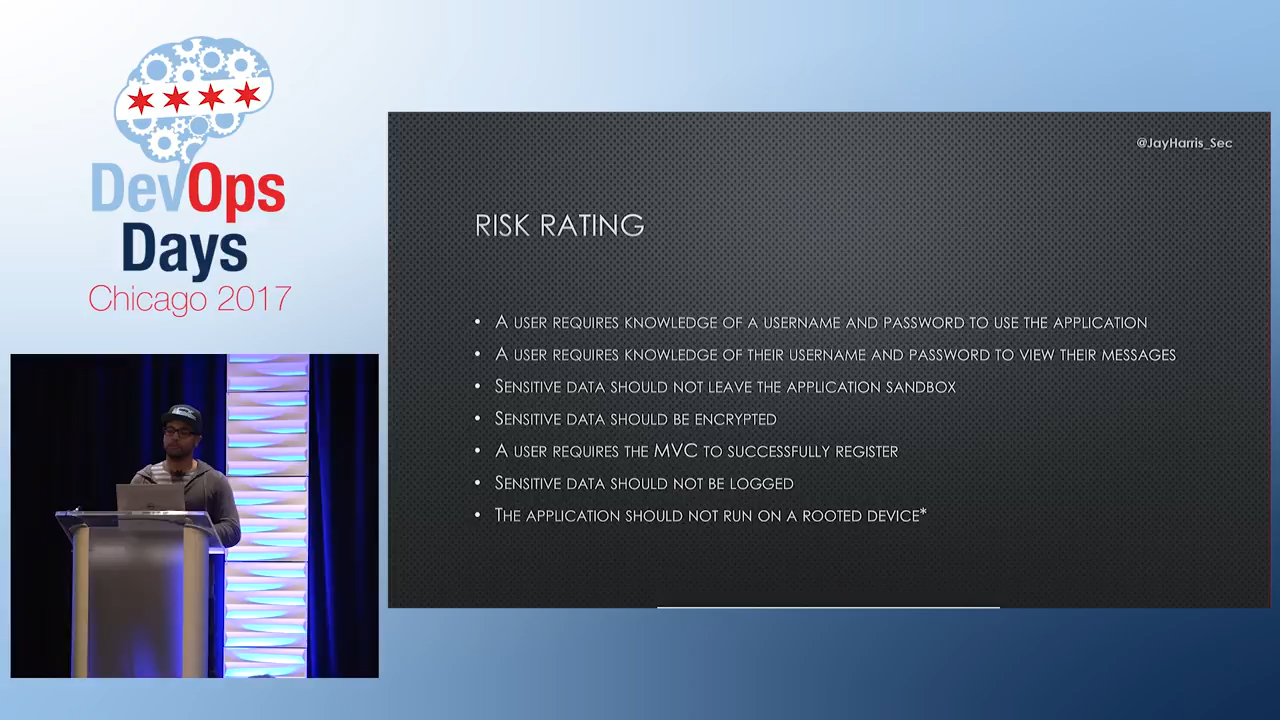 DevOps
Days
Chicago 2017
@JayHarris_Sec
RISK RATING
• A USER REQUIRES KNOWLEDGE OF A USERNAME AND PASSWORD TO USE THE APPLICATION
• A USER REQUIRES KNOWLEDGE OF THEIR USERNAME AND PASSWORD TO VIEW THEIR MESSAGES
• SENSITIVE DATA SHOULD NOT LEAVE THE APPLICATION SANDBOX
• SENSITIVE DATA SHOULD BE ENCRYPTED
• A USER REQUIRES THE MVC TO SUCCESSFULLY REGISTER
• SENSITIVE DATA SHOULD NOT BE LOGGED
• THE APPLICATION SHOULD NOT RUN ON A ROOTED DEVICE*